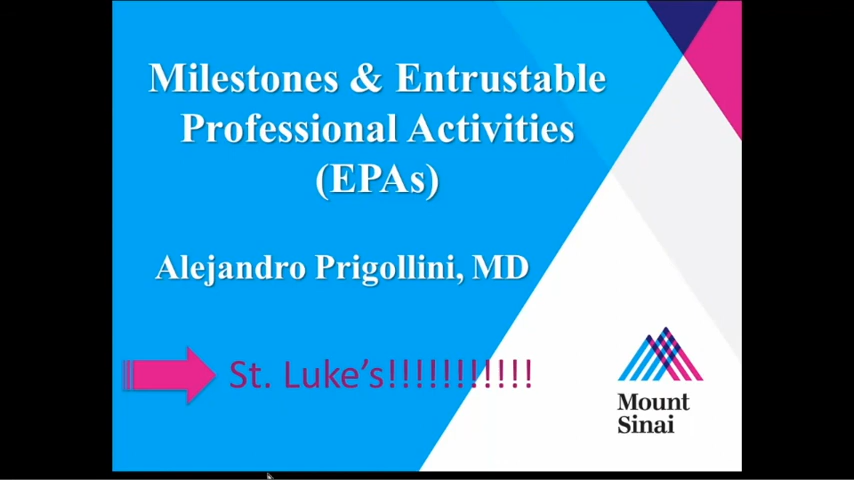 Milestones & Entrustable
Professional Activities
(EPAs)
Alejandro Prigollini, MD
St. Luke's!!!!!!!!!!!
Mount
Sinai